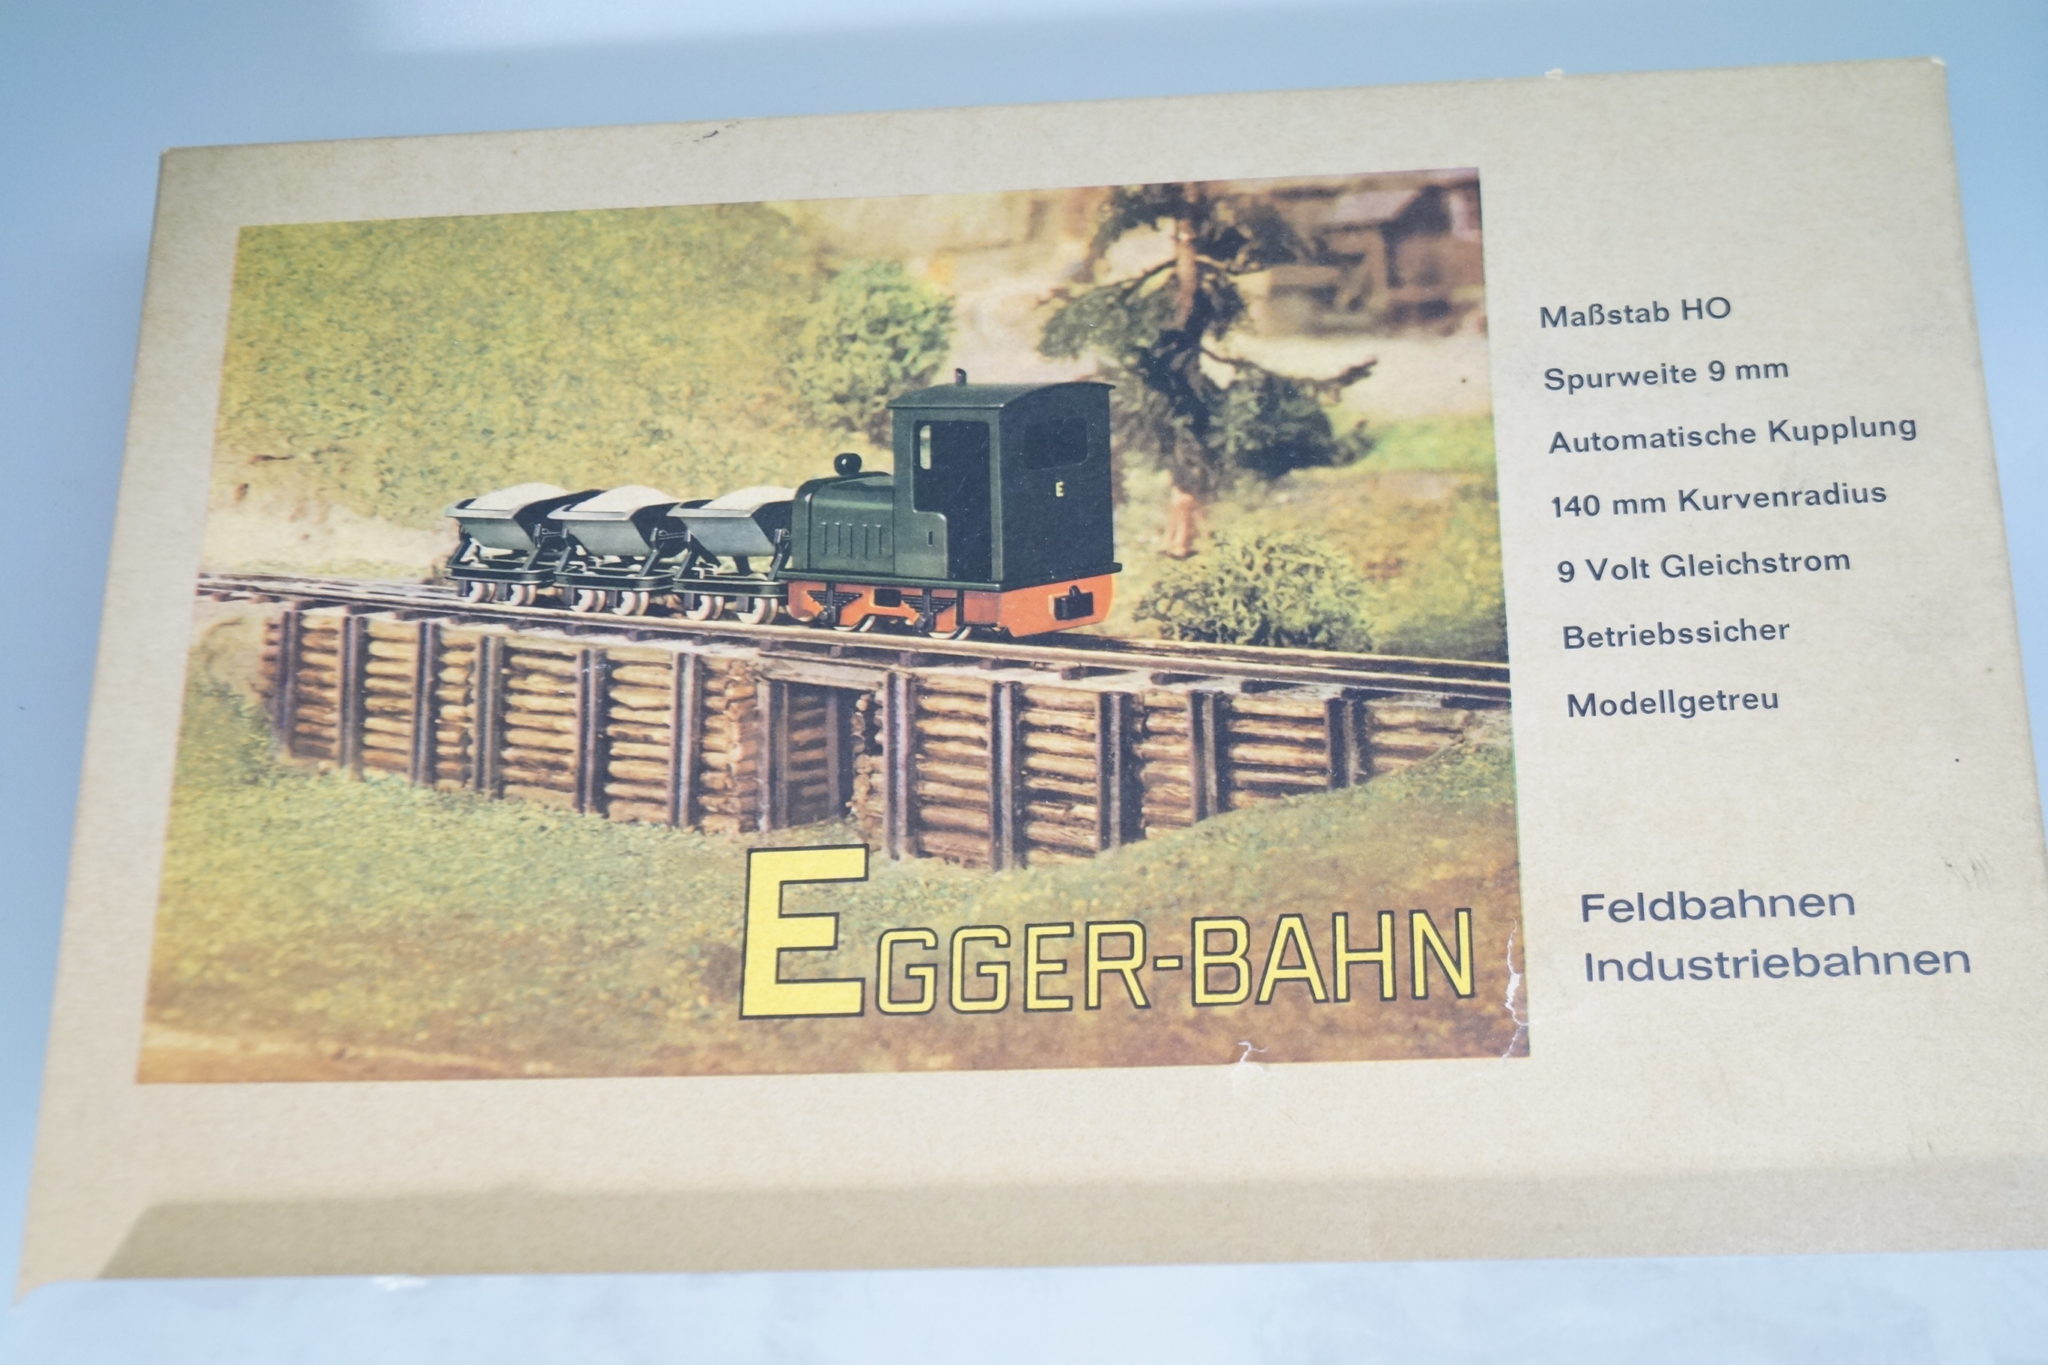 Maßstab HO
Spurweite 9 mm
Automatische Kupplung
140 mm Kurvenradius
9 Volt Gleichstrom
Betriebssicher
Modellgetreu
E
EGGER-BAHN
Feldbahnen
Industriebahnen